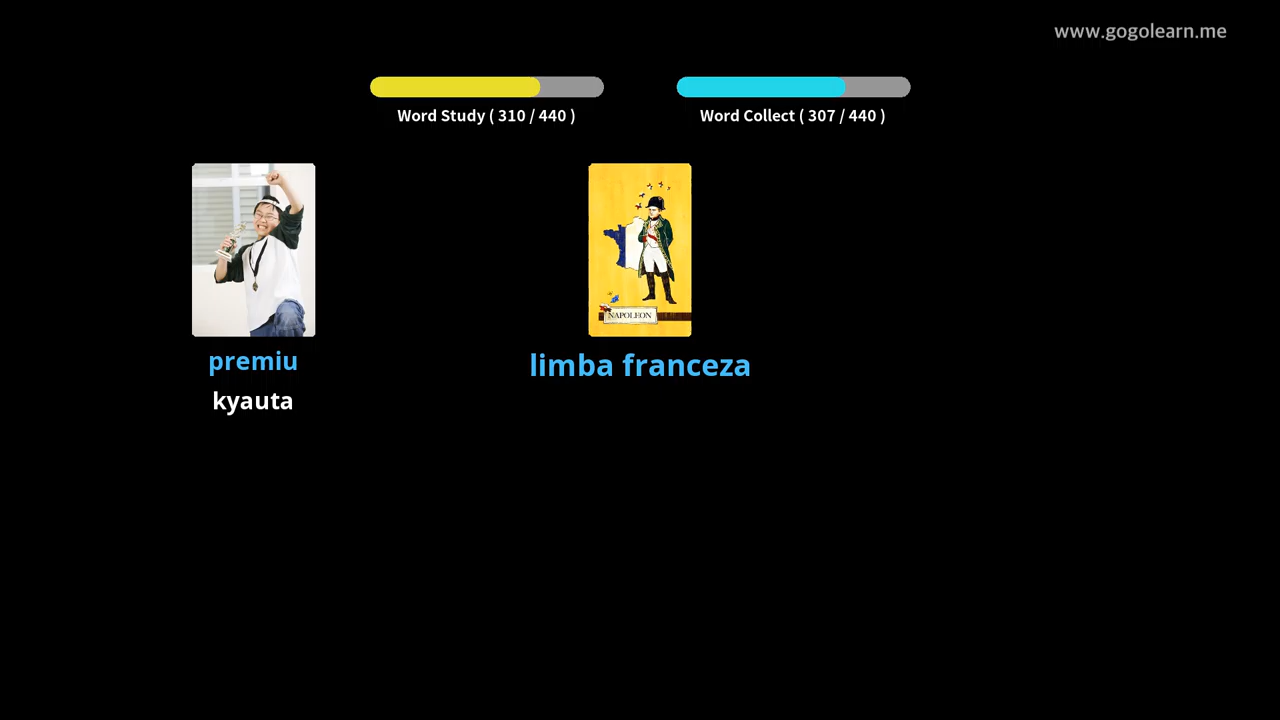 www.gogolearn.me
Word Study ( 310 / 440 )
Word Collect ( 307 / 440 )
NAPOLEON
premiu
limba franceza
kyauta